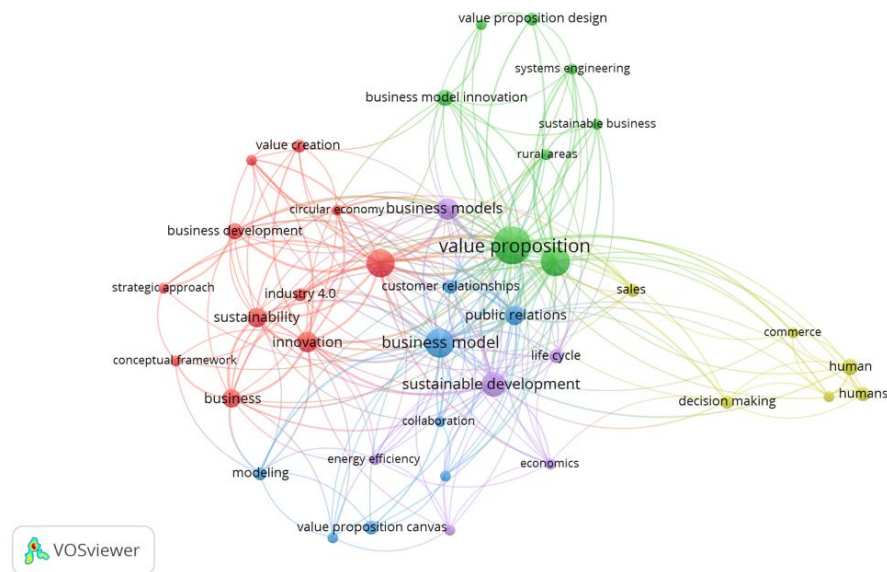 value proposition design
systems engineering
business model innovation
sustainable business
value creation
rural areas
circular economy
business models
business development
value proposition
strategic approach
industry 4.0
customer relationships
sales
sustainability
public relations
innovation
business model
commerce
conceptual framework
life cycle
human
sustainable development
business
decision making
humans
collaboration
energy efficiency
economics
modeling
value proposition canvas
VOSviewer